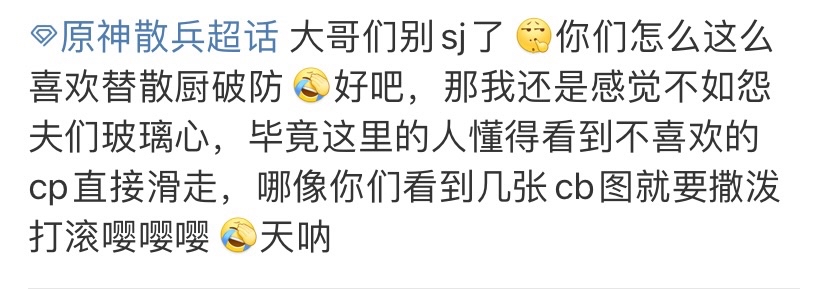 原神散兵超话 大哥们别sj了 🤔你们怎么这么
喜欢替散厨破防 🤣好吧，那我还是感觉不如怨
夫们玻璃心，毕竟这里的人懂得看到不喜欢的
cp直接滑走，哪像你们看到几张cb图就要撒泼
打滚嘤嘤嘤 🤣天呐